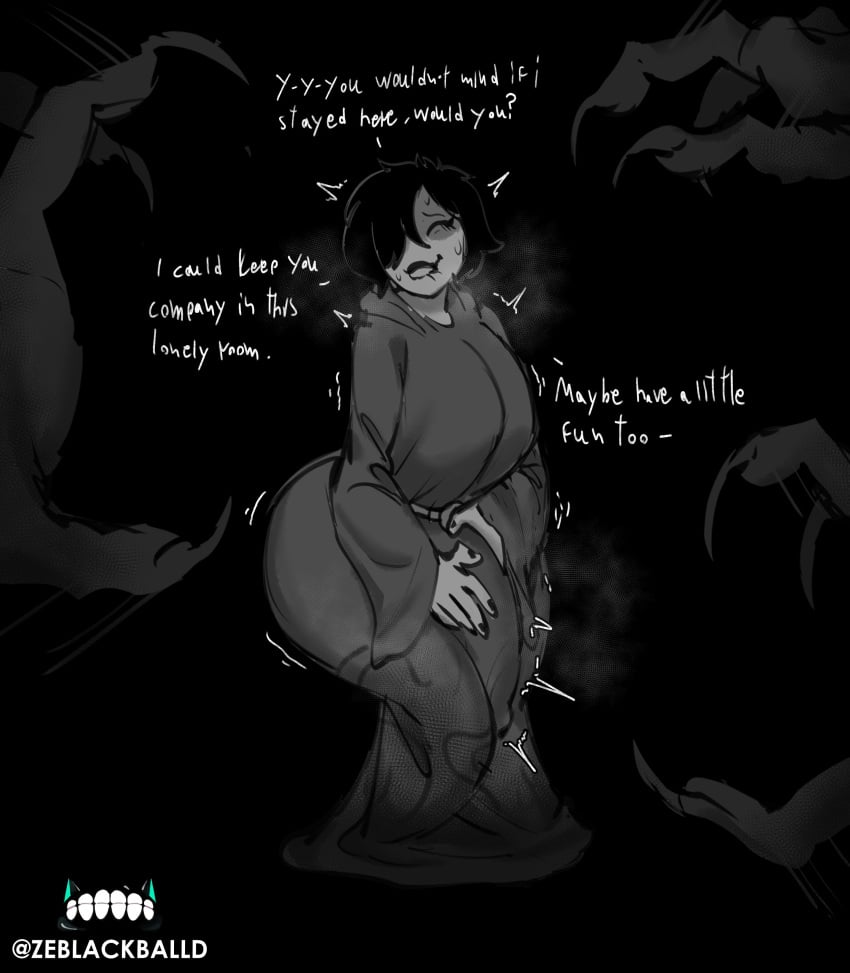 Y-Y-You wouldn't mind if i
stayed here, would you?
I could keep you
company in this
lonely room.
Maybe have a little
fun too -
@ZEBLACKBALLD